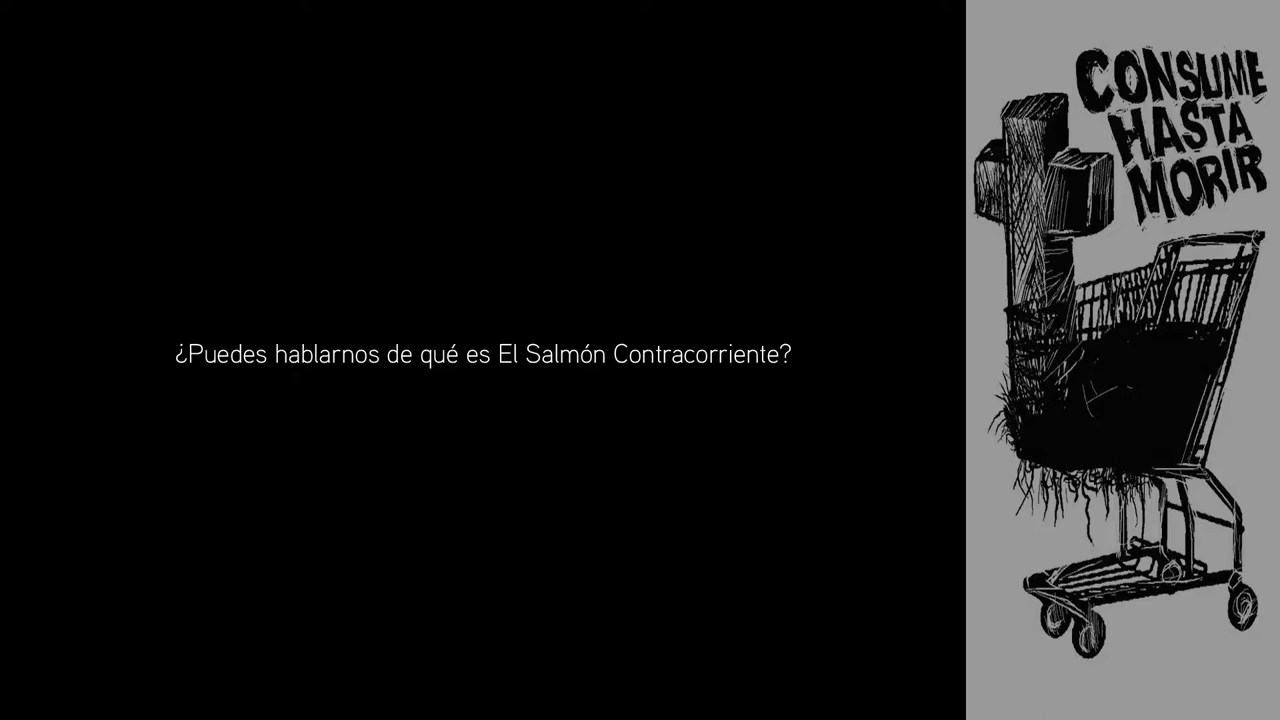 ¿Puedes hablarnos de qué es El Salmón Contracorriente?
CONSUME
HASTA
MORIR